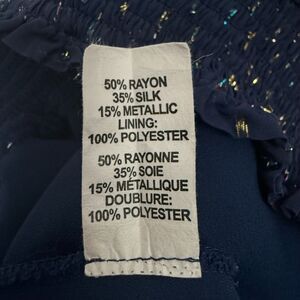 50% RAYON
35% SILK
15% METALLIC
LINING:
100% POLYESTER
50% RAYONNE
35% SOIE
15% MÉTALLIQUE
DOUBLURE:
100% POLYESTER